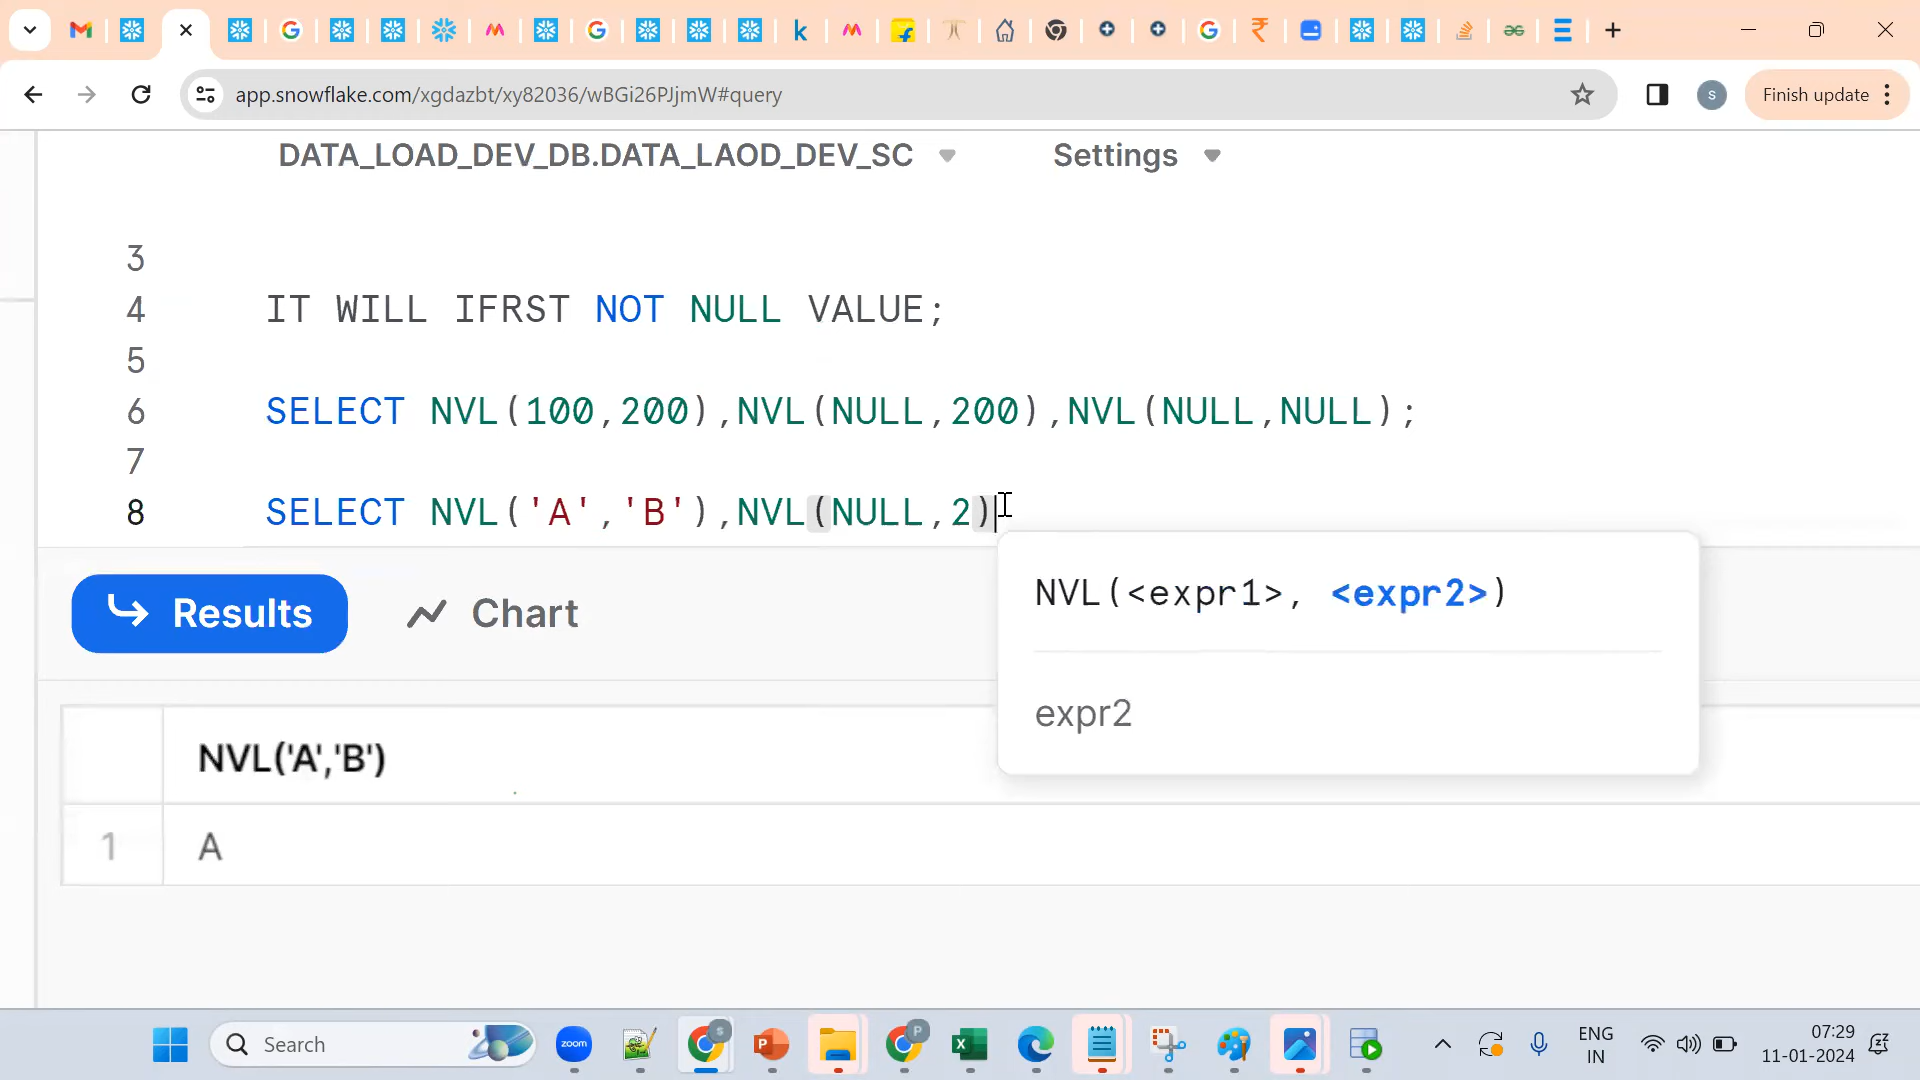 app.snowflake.com/xgdazbt/xy82036/wBGi26PJjmW#query
S
Finish update
DATA_LOAD_DEV_DB.DATA_LAOD_DEV_SC
Settings
3
4 IT WILL IFRST NOT NULL VALUE;
5
6 SELECT NVL(100,200),NVL(NULL,200),NVL(NULL,NULL);
7
8 SELECT NVL('A','B'),NVL(NULL,2)
NVL(<expr1>, <expr2>)
expr2
Results
Chart
NVL('A','B')
1 A
Search
zoom
ENG
IN
07:29
11-01-2024